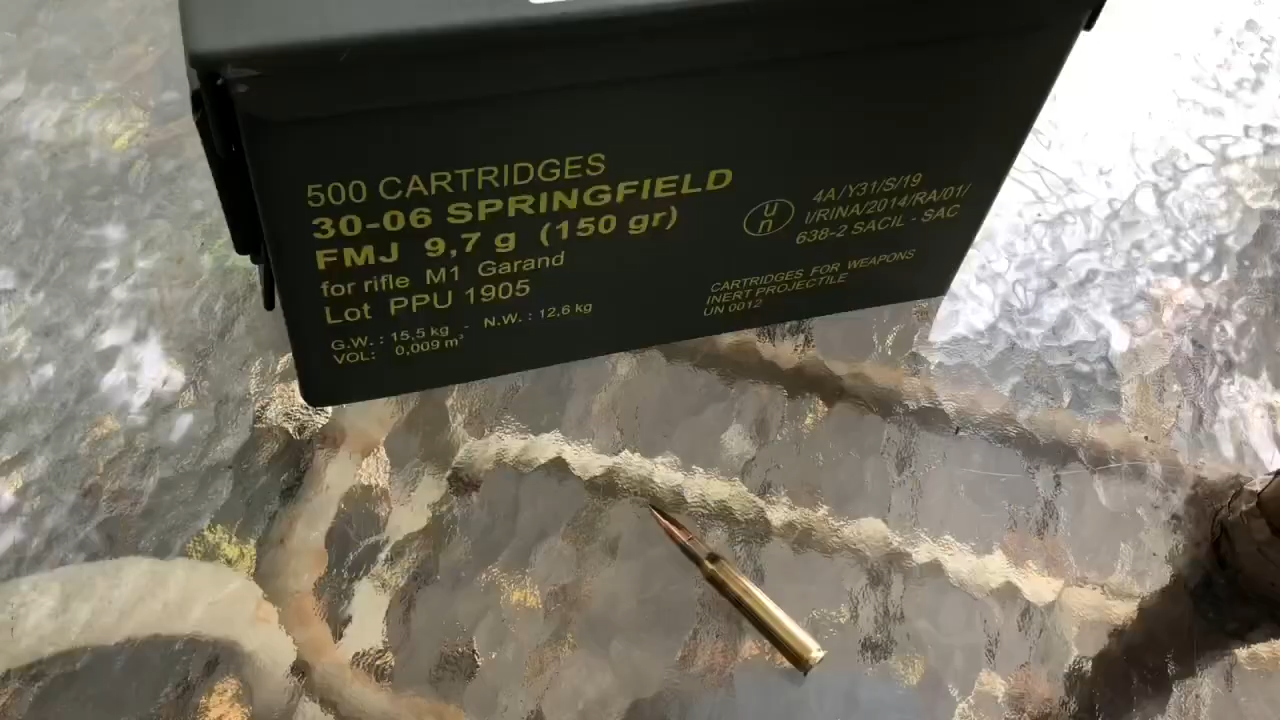 500 CARTRIDGES
30-06 SPRINGFIELD
FMJ 9,7 g (150 gr)
for rifle M1 Garand
Lot PPU 1905
G.W. : 15,5 kg - N.W. : 12,6 kg
VOL: 0,009 m³
un
4A/Y31/S/19
I/RINA/2014/RA/01/
638-2 SACIL - SAC
CARTRIDGES FOR WEAPONS
INERT PROJECTILE
UN 0012